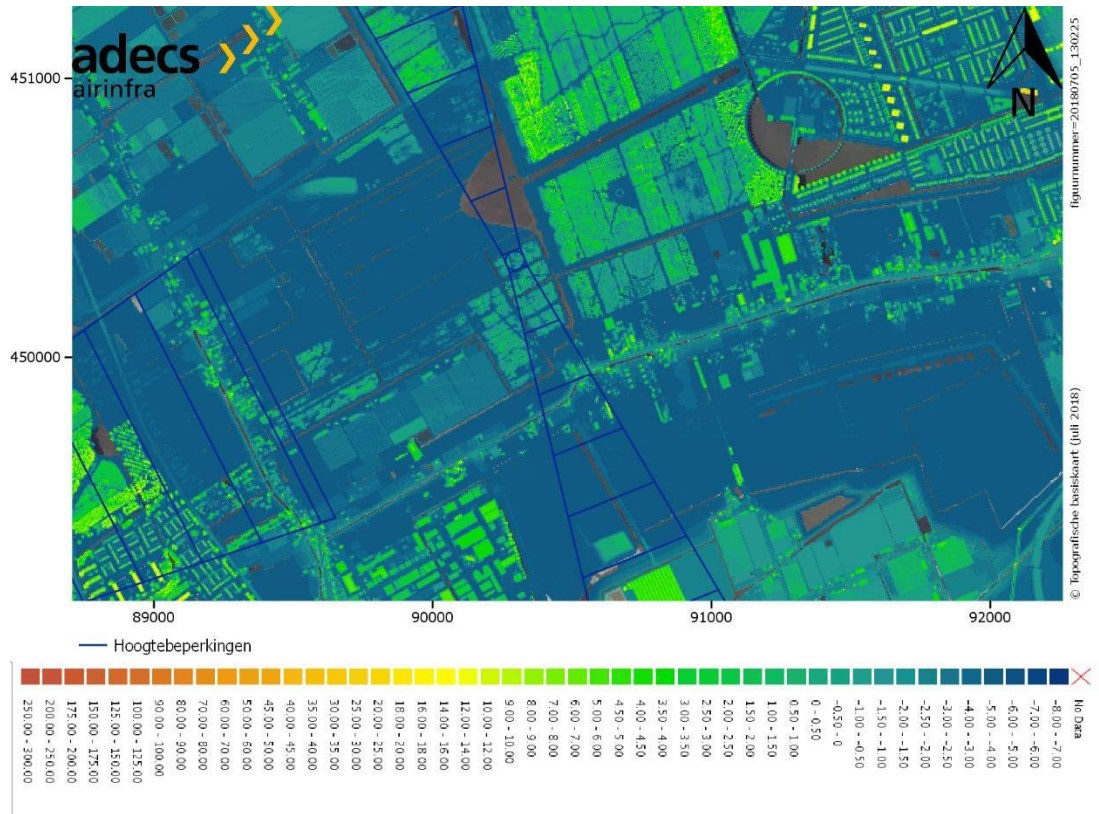 adecs
airinfra
451000
450000
89000
90000
91000
92000
N
figuurnummer=20180705_130225
© Topografische basiskaart (juli 2018)
Hoogtebeperkingen
250.00 - 300.00
200.00 - 250.00
175.00 - 200.00
150.00 - 175.00
125.00 - 150.00
100.00 - 125.00
90.00 - 100.00
80.00 - 90.00
70.00 - 80.00
60.00 - 70.00
50.00 - 60.00
45.00 - 50.00
40.00 - 45.00
35.00 - 40.00
30.00 - 35.00
25.00 - 30.00
20.00 - 25.00
18.00 - 20.00
16.00 - 18.00
14.00 - 16.00
12.00 - 14.00
10.00 - 12.00
9.00 - 10.00
8.00 - 9.00
7.00 - 8.00
6.00 - 7.00
5.00 - 6.00
4.50 - 5.00
4.00 - 4.50
3.50 - 4.00
3.00 - 3.50
2.50 - 3.00
2.00 - 2.50
1.50 - 2.00
1.00 - 1.50
0.50 - 1.00
0 - 0.50
-0.50 - 0
-1.00 - -0.50
-1.50 - -1.00
-2.00 - -1.50
-2.50 - -2.00
-3.00 - -2.50
-4.00 - -3.00
-5.00 - -4.00
-6.00 - -5.00
-7.00 - -6.00
-8.00 - -7.00
No Data